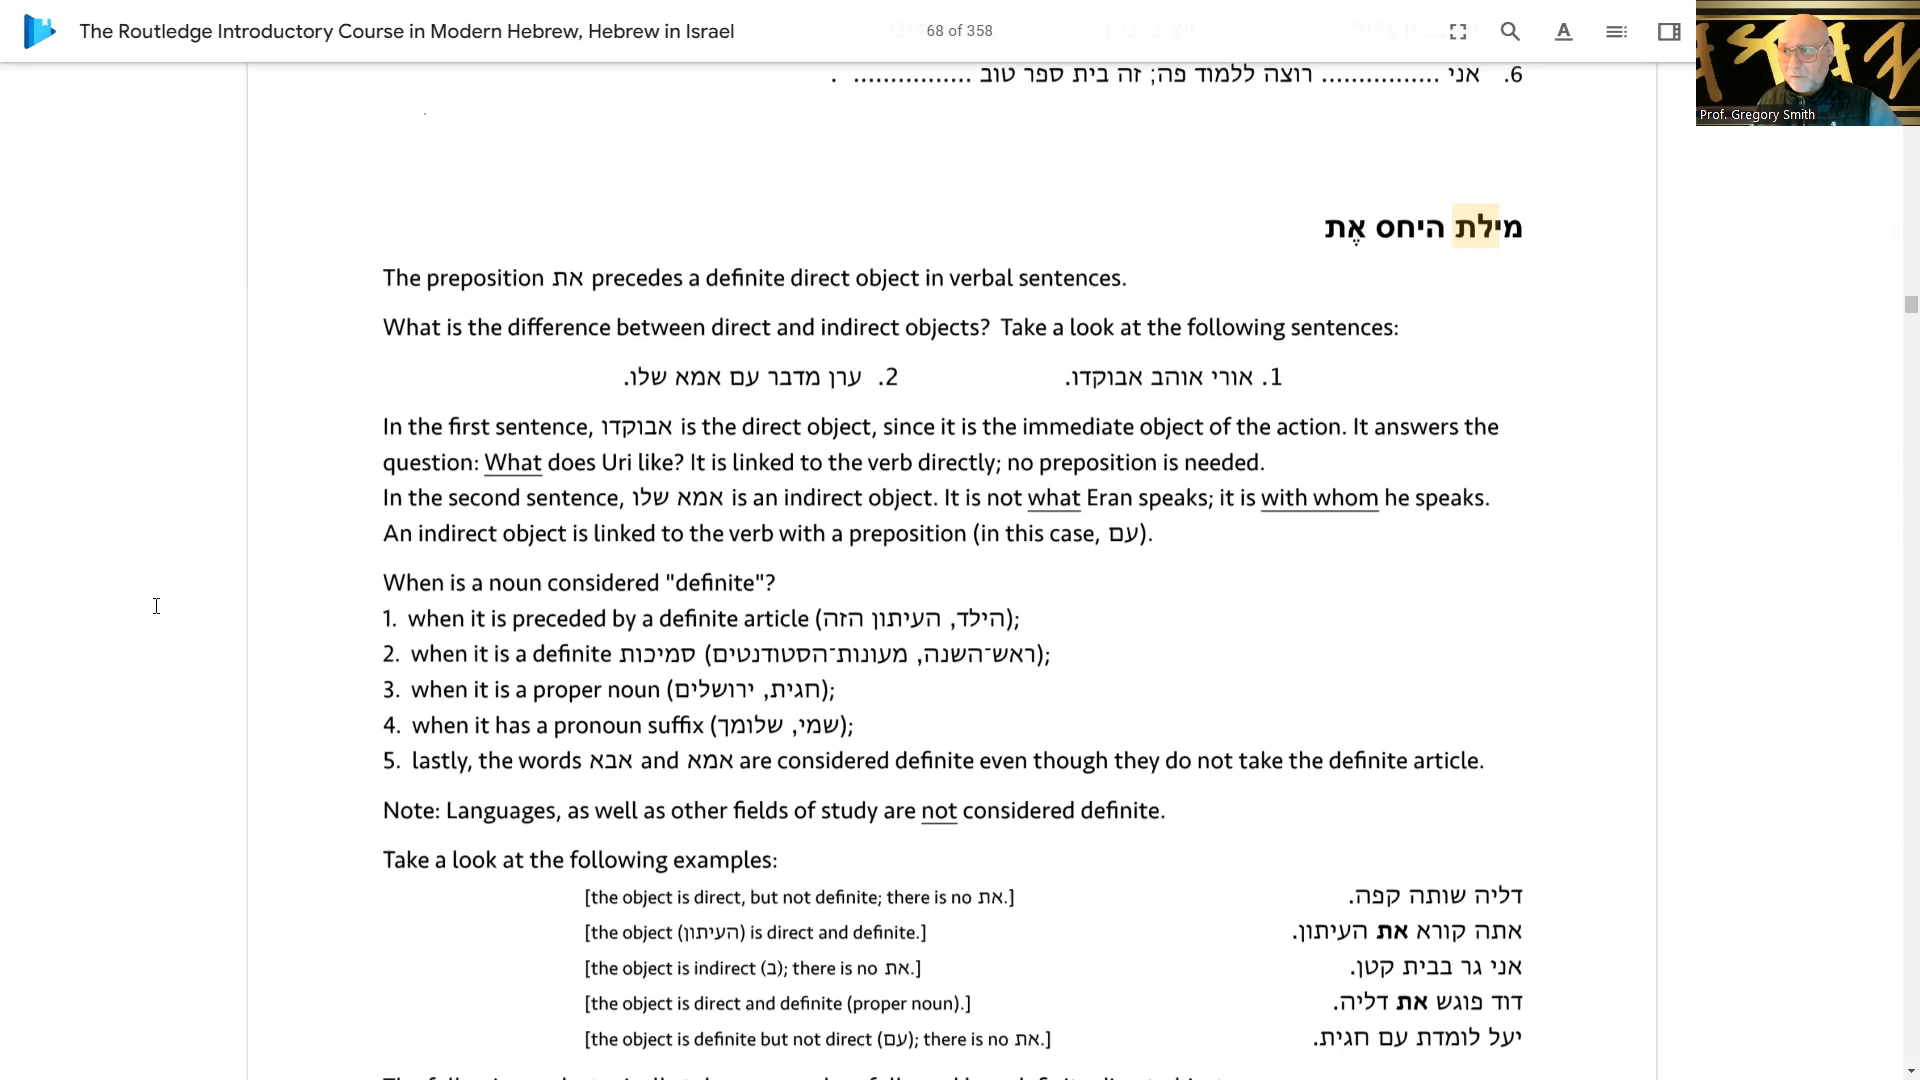 The Routledge Introductory Course in Modern Hebrew, Hebrew in Israel
68 of 358
Prof. Gregory Smith
6. אני ................ רוצה ללמוד פה; זה בית ספר טוב ................ .
מילת היחס אֶת
The preposition את precedes a definite direct object in verbal sentences.
What is the difference between direct and indirect objects? Take a look at the following sentences:
1. אורי אוהב אבוקדו. 2. ערן מדבר עם אמא שלו.
In the first sentence, אבוקדו is the direct object, since it is the immediate object of the action. It answers the
question: What does Uri like? It is linked to the verb directly; no preposition is needed.
In the second sentence, אמא שלו is an indirect object. It is not what Eran speaks; it is with whom he speaks.
An indirect object is linked to the verb with a preposition (in this case, עם).
When is a noun considered "definite"?
1. when it is preceded by a definite article (הילד, העיתון הזה);
2. when it is a definite סמיכות (ראש־השנה, מעונות־הסטודנטים);
3. when it is a proper noun (חגית, ירושלים);
4. when it has a pronoun suffix (שמי, שלומך);
5. lastly, the words אבא and אמא are considered definite even though they do not take the definite article.
Note: Languages, as well as other fields of study are not considered definite.
Take a look at the following examples:
דליה שותה קפה. [the object is direct, but not definite; there is no את.]
אתה קורא את העיתון. [the object (העיתון) is direct and definite.]
אני גר בבית קטן. [the object is indirect (ב); there is no את.]
דוד פוגש את דליה. [the object is direct and definite (proper noun).]
יעל לומדת עם חגית. [the object is definite but not direct (עם); there is no את.]